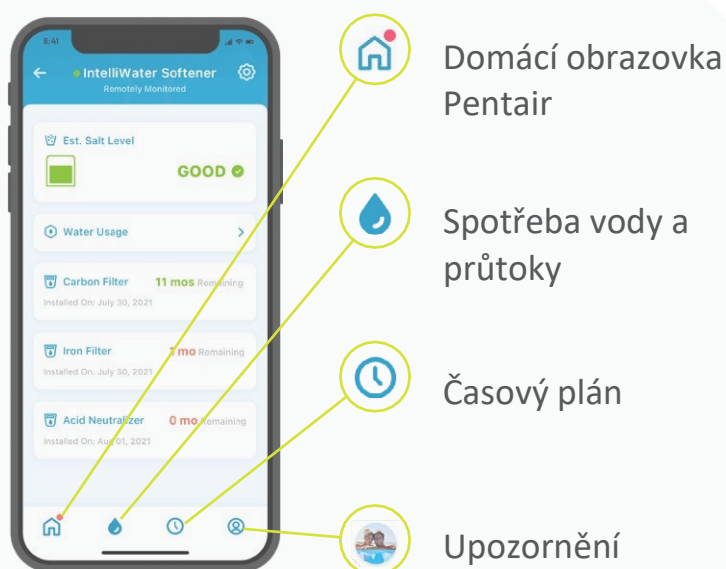 9:41
IntelliWater Softener
Remotely Monitored
Est. Salt Level
GOOD
Water Usage
Carbon Filter 11 mos Remaining
Installed On: July 30, 2021
Iron Filter 1 mo Remaining
Installed On: July 30, 2021
Acid Neutralizer 0 mo Remaining
Installed On: Aug 01, 2021
Domácí obrazovka
Pentair
Spotřeba vody a
průtoky
Časový plán
Upozornění